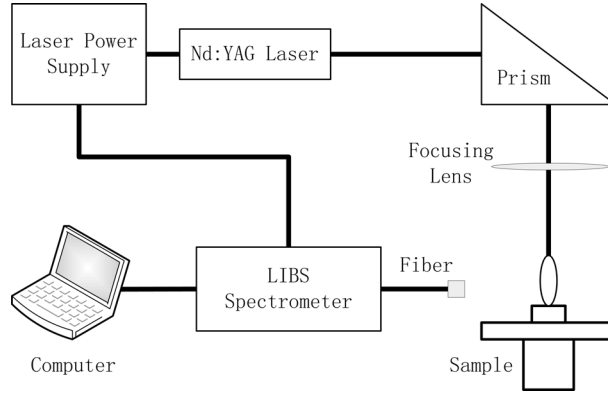 Laser Power
Supply
Nd:YAG Laser
Prism
Focusing
Lens
LIBS
Spectrometer
Fiber
Computer
Sample